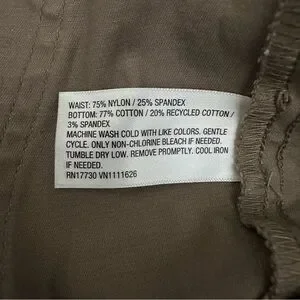 WAIST: 75% NYLON / 25% SPANDEX
BOTTOM: 77% COTTON / 20% RECYCLED COTTON /
3% SPANDEX
MACHINE WASH COLD WITH LIKE COLORS. GENTLE
CYCLE. ONLY NON-CHLORINE BLEACH IF NEEDED.
TUMBLE DRY LOW. REMOVE PROMPTLY. COOL IRON
IF NEEDED.
RN17730 VN1111626